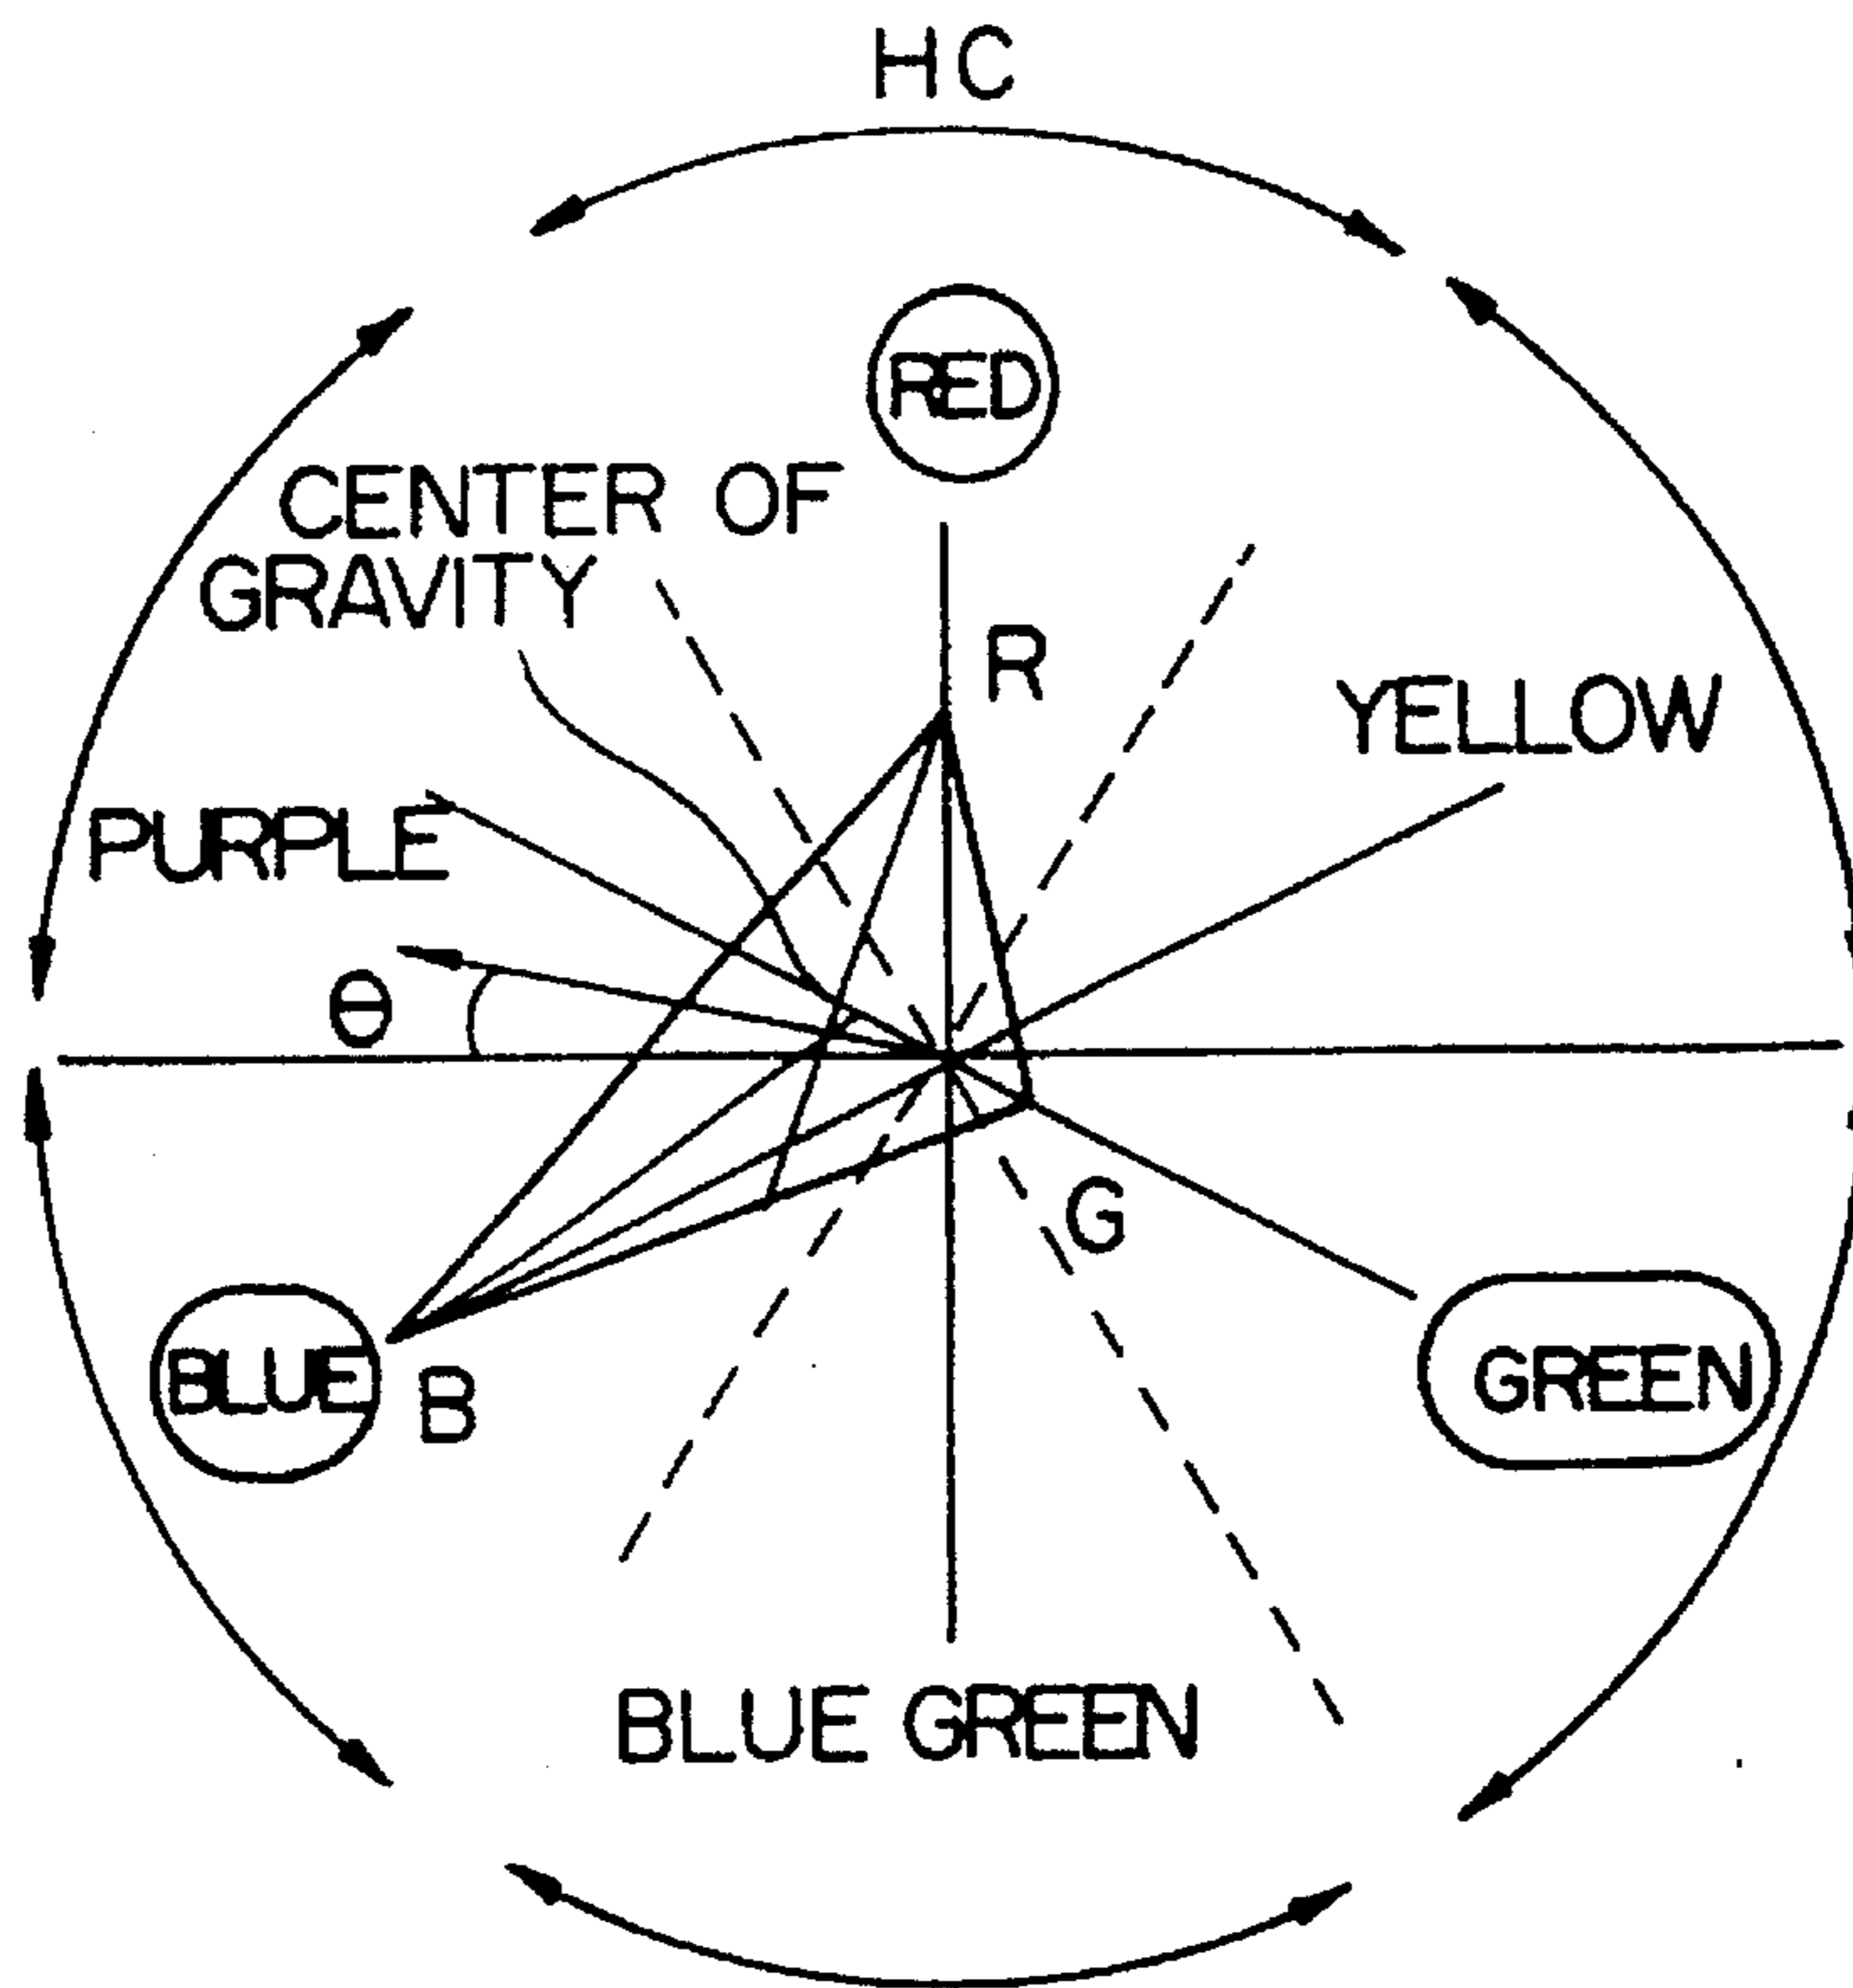 HC
RED
CENTER OF
GRAVITY
R
YELLOW
PURPLE
θ
G
BLUE
B
GREEN
BLUE GREEN